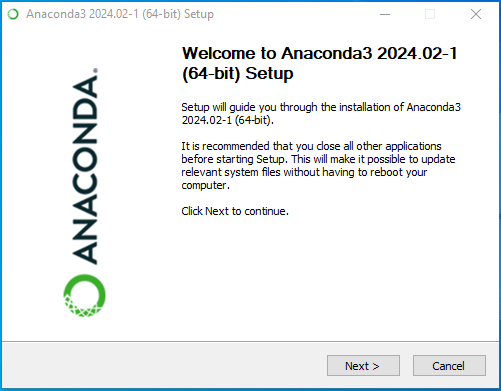 Anaconda3 2024.02-1 (64-bit) Setup
ANACONDA.
Welcome to Anaconda3 2024.02-1
(64-bit) Setup
Setup will guide you through the installation of Anaconda3
2024.02-1 (64-bit).
It is recommended that you close all other applications
before starting Setup. This will make it possible to update
relevant system files without having to reboot your
computer.
Click Next to continue.
Next >
Cancel